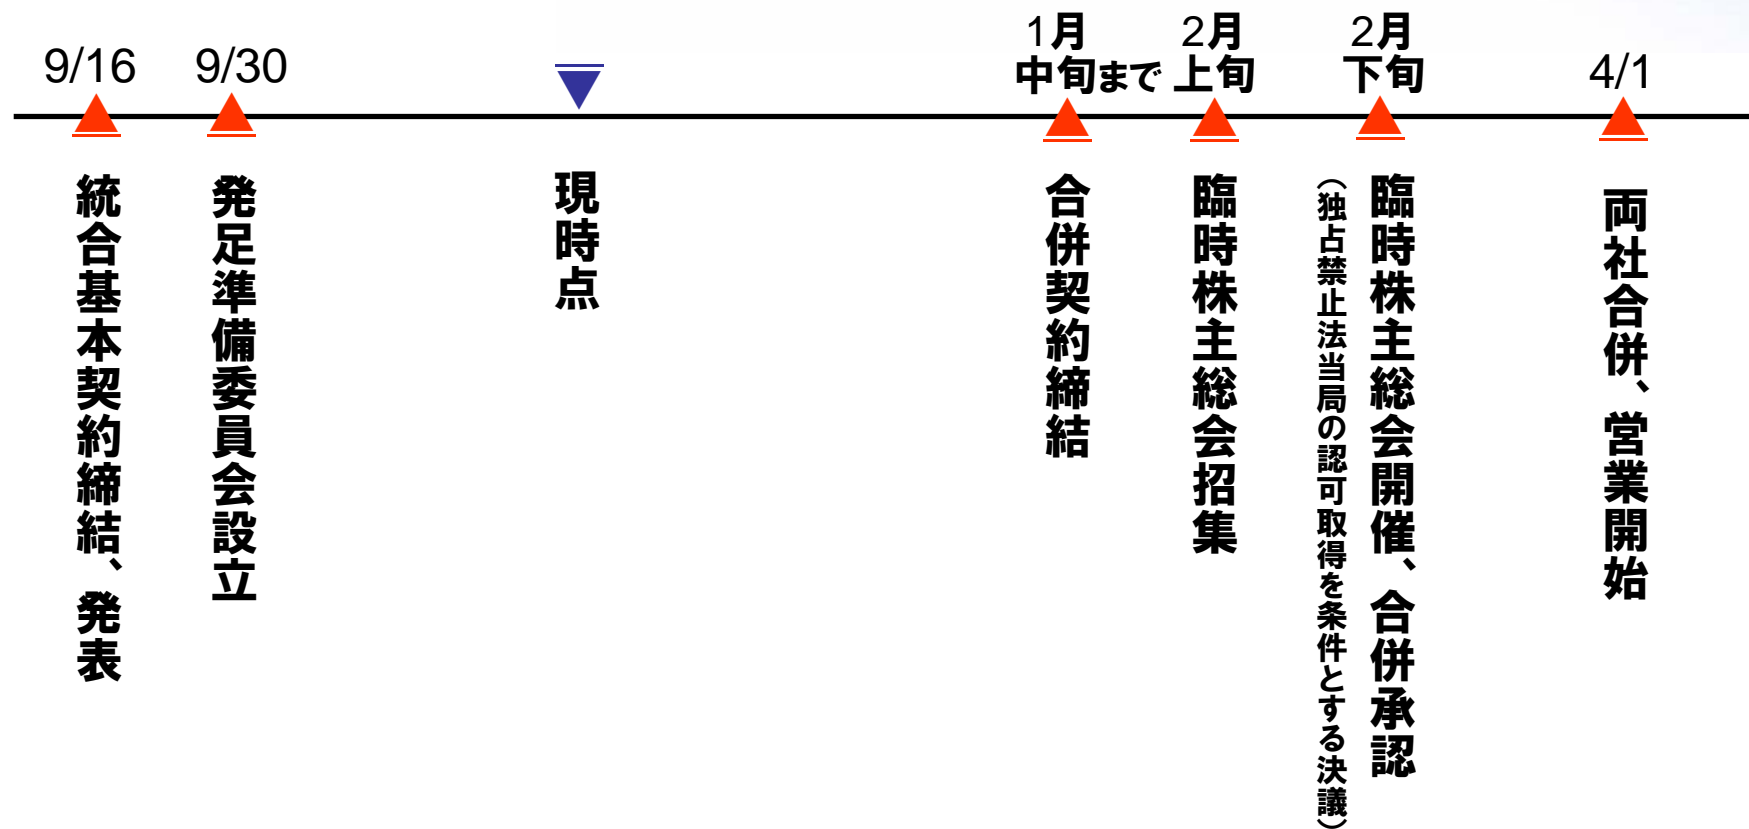 9/16
統合基本契約締結、発表
9/30
発足準備委員会設立
現時点
1月
中旬まで
合併契約締結
2月
上旬
臨時株主総会招集
2月
下旬
臨時株主総会開催、合併承認
（独占禁止法当局の認可取得を条件とする決議）
4/1
両社合併、営業開始